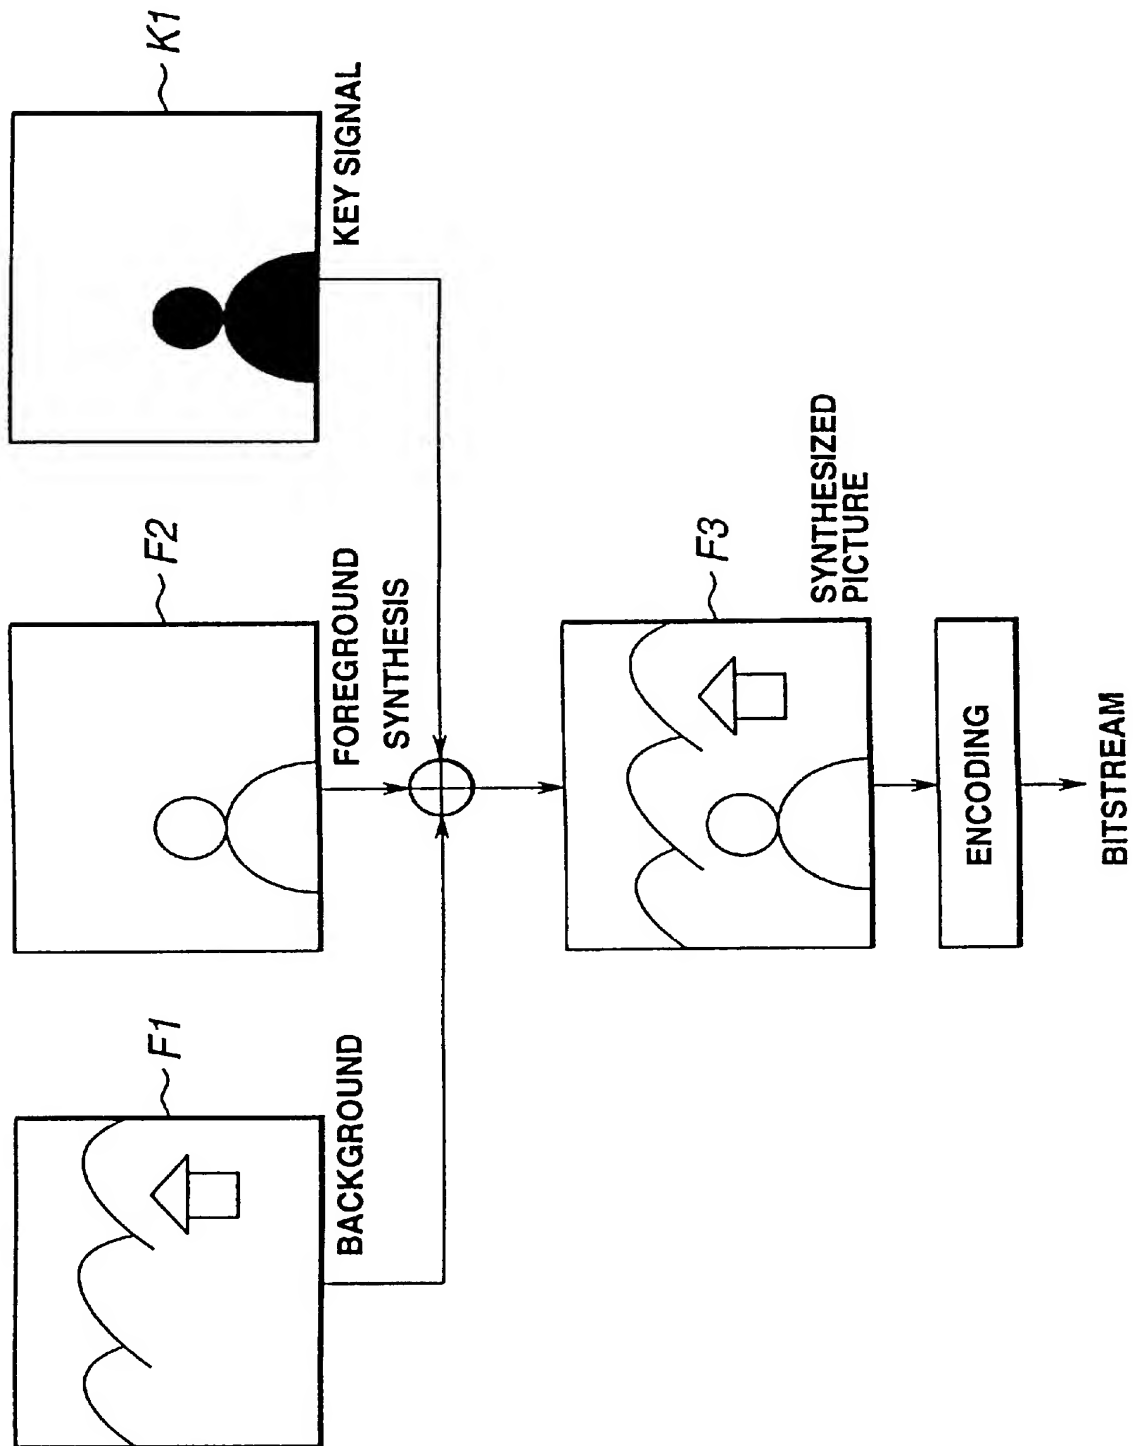 F1
BACKGROUND
F2
FOREGROUND
SYNTHESIS
K1
KEY SIGNAL
F3
SYNTHESIZED
PICTURE
ENCODING
BITSTREAM